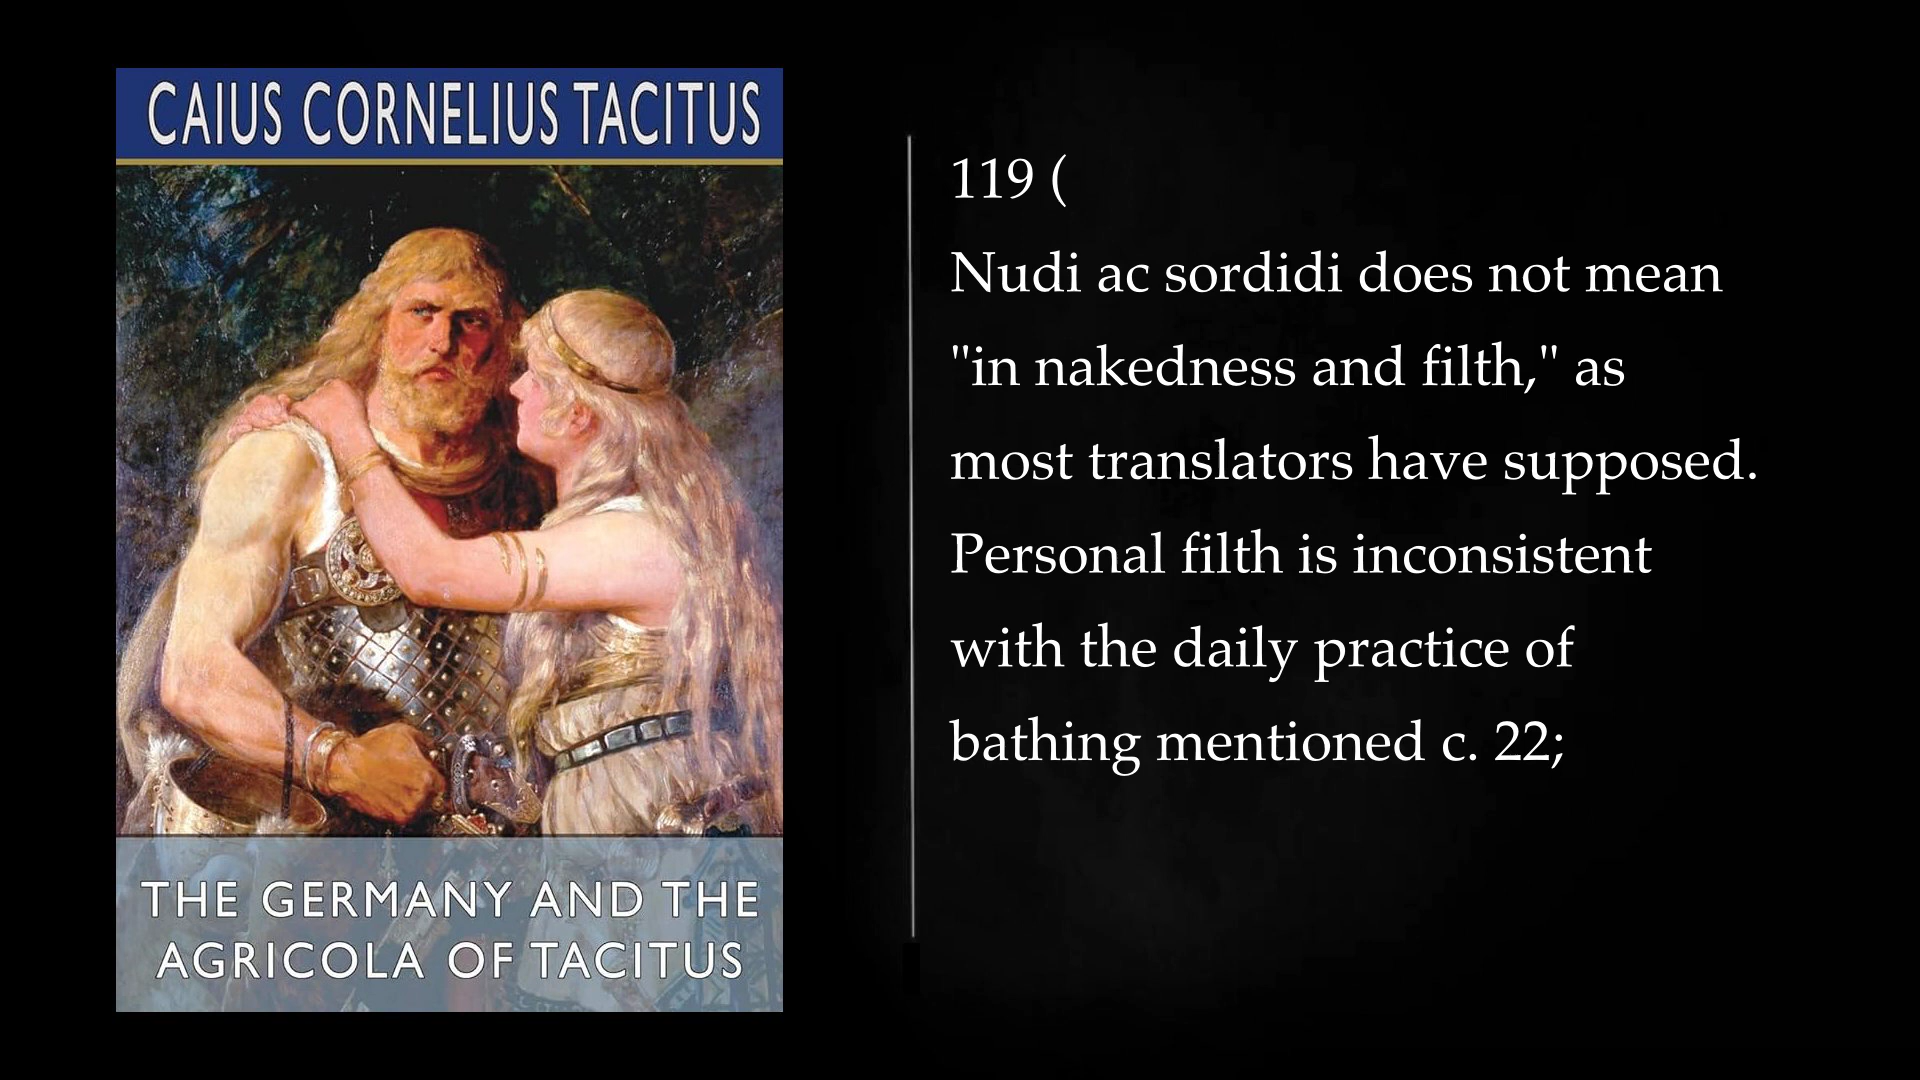 CAIUS CORNELIUS TACITUS
THE GERMANY AND THE
AGRICOLA OF TACITUS
119 (
Nudi ac sordidi does not mean
"in nakedness and filth," as
most translators have supposed.
Personal filth is inconsistent
with the daily practice of
bathing mentioned c. 22;